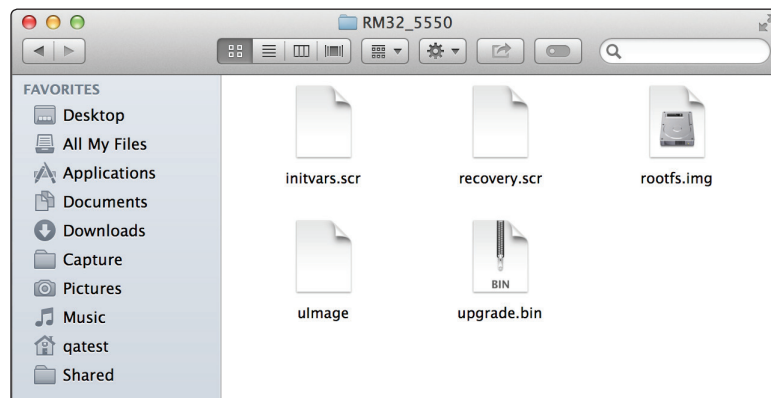 RM32_5550
FAVORITES
Desktop
All My Files
Applications
Documents
Downloads
Capture
Pictures
Music
qatest
Shared
initvars.scr
recovery.scr
rootfs.img
uImage
BIN
upgrade.bin